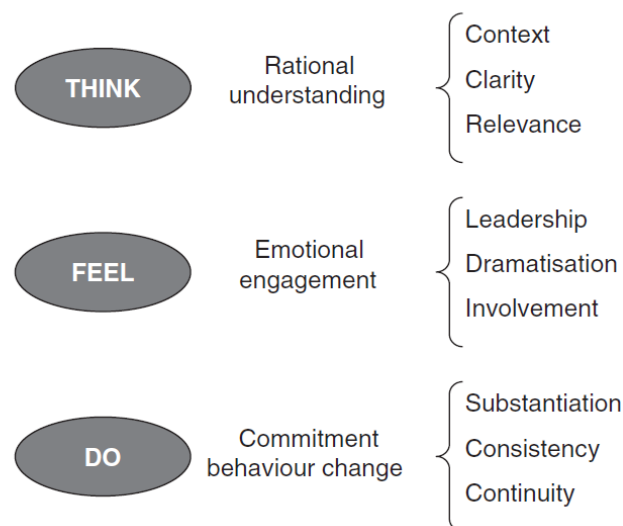 THINK
Rational
understanding
Context
Clarity
Relevance
FEEL
Emotional
engagement
Leadership
Dramatisation
Involvement
DO
Commitment
behaviour change
Substantiation
Consistency
Continuity